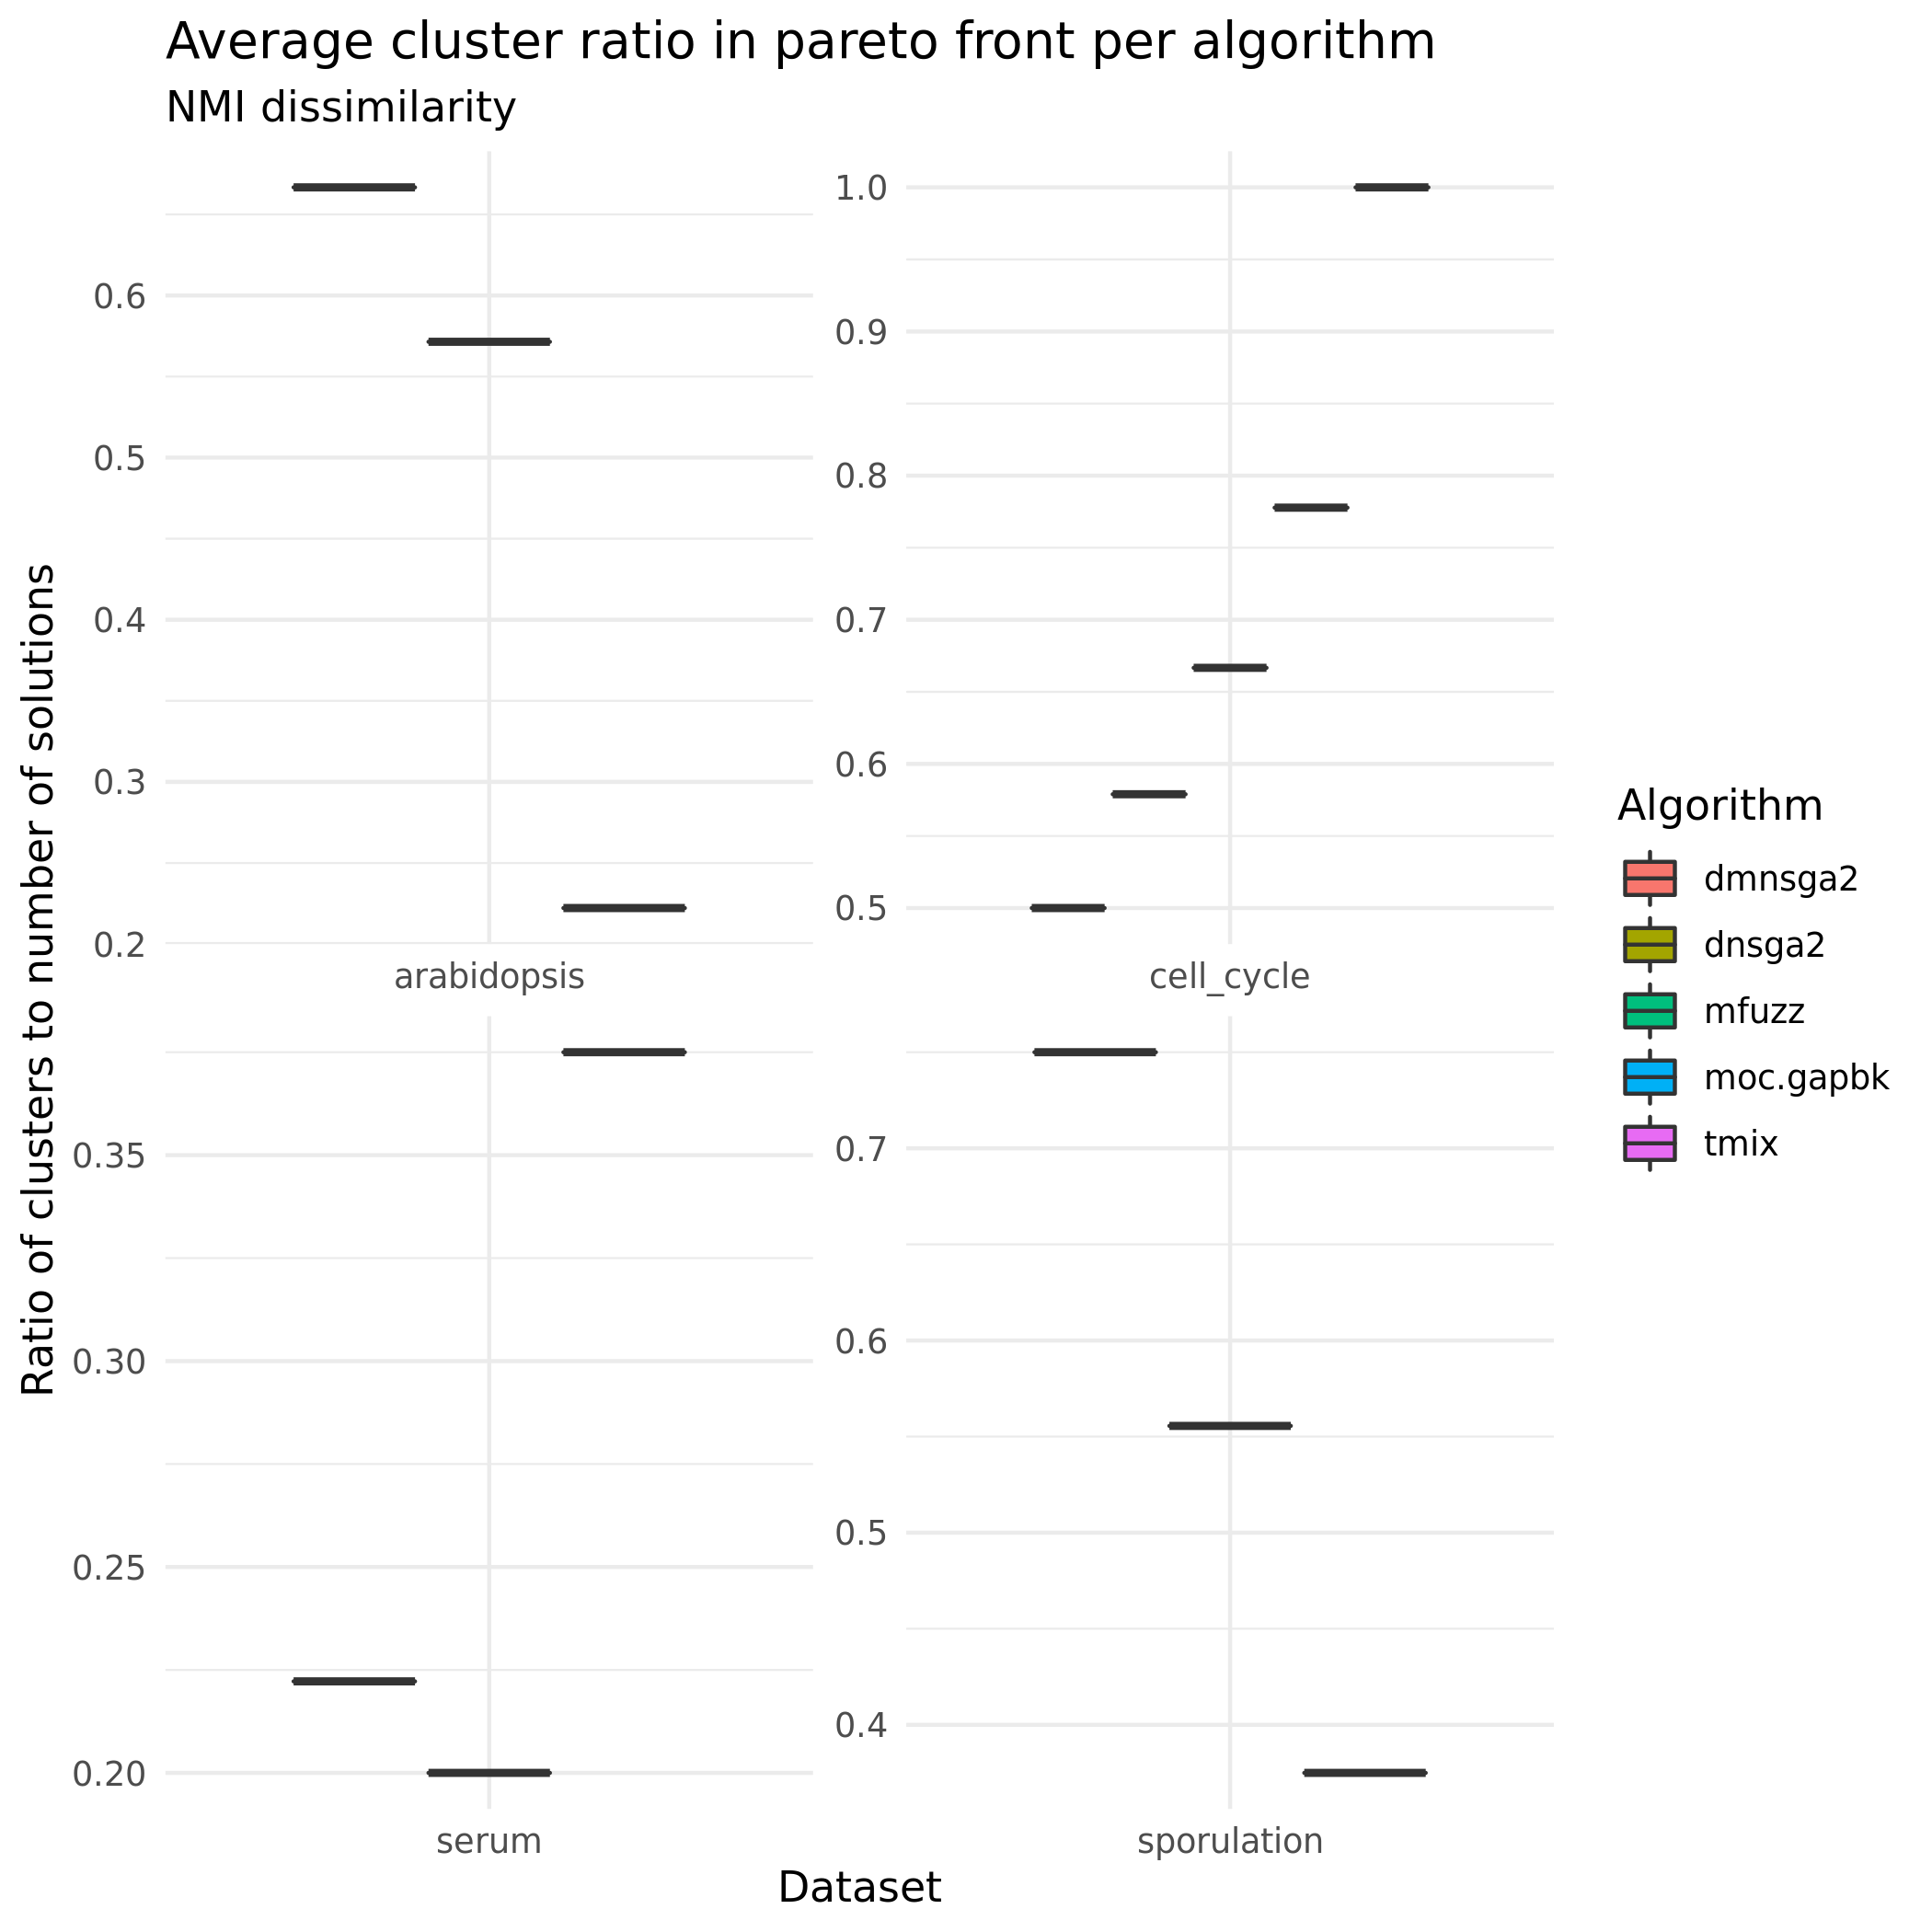 Average cluster ratio in pareto front per algorithm
NMI dissimilarity
Ratio of clusters to number of solutions
0.6
0.5
0.4
0.3
0.2
arabidopsis
1.0
0.9
0.8
0.7
0.6
0.5
cell_cycle
0.35
0.30
0.25
0.20
serum
0.7
0.6
0.5
0.4
sporulation
Dataset
Algorithm
dmnsga2
dnsga2
mfuzz
moc.gapbk
tmix